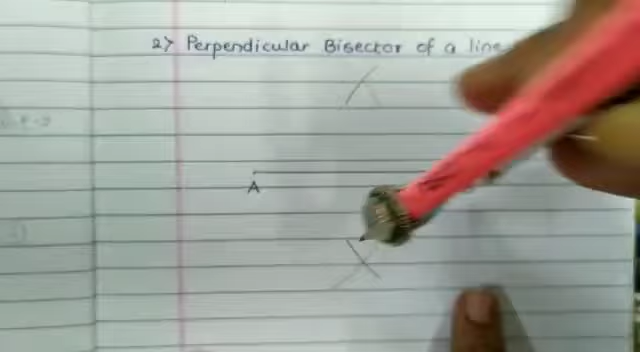 2) Perpendicular Bisector of a line
A